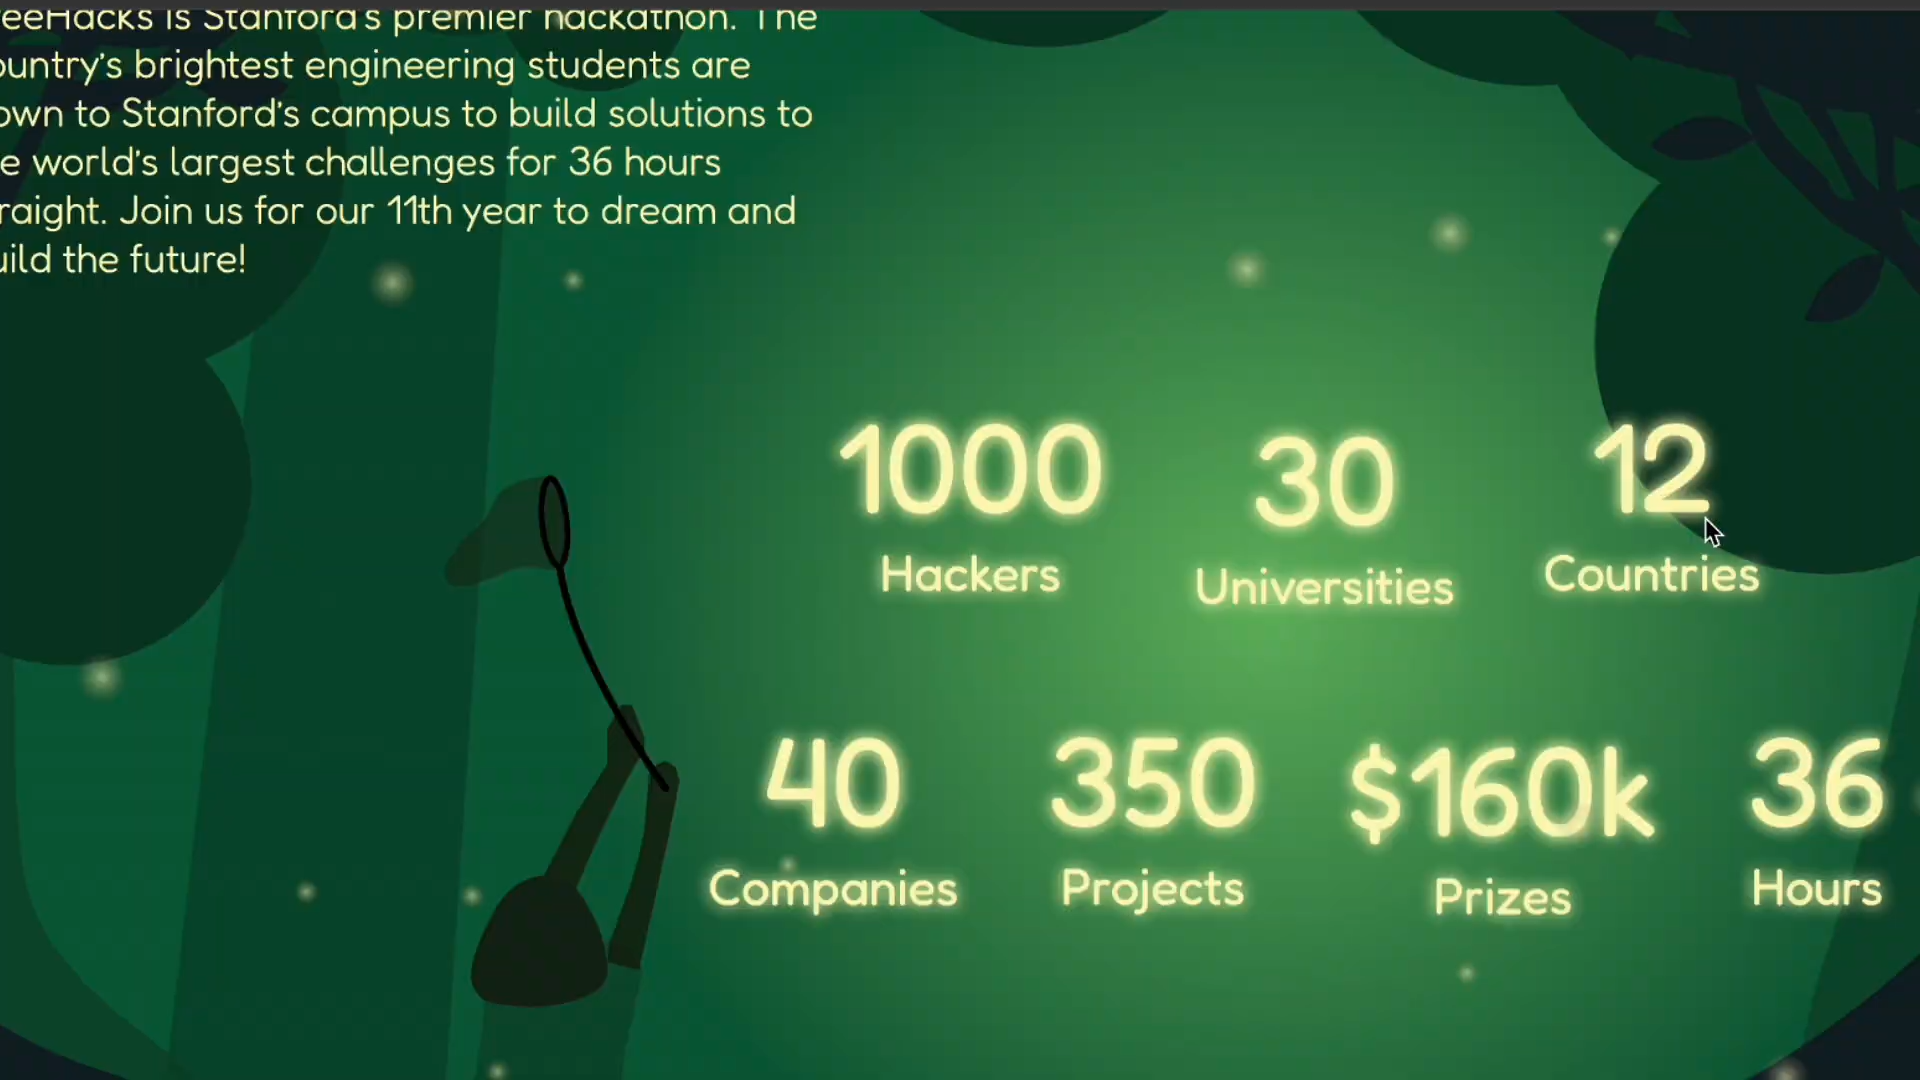 eeHacks is Stanford's premier hackathon. The
ountry's brightest engineering students are
own to Stanford's campus to build solutions to
e world's largest challenges for 36 hours
raight. Join us for our 11th year to dream and
uild the future!
1000
Hackers
30
Universities
12
Countries
40
Companies
350
Projects
$160k
Prizes
36
Hours